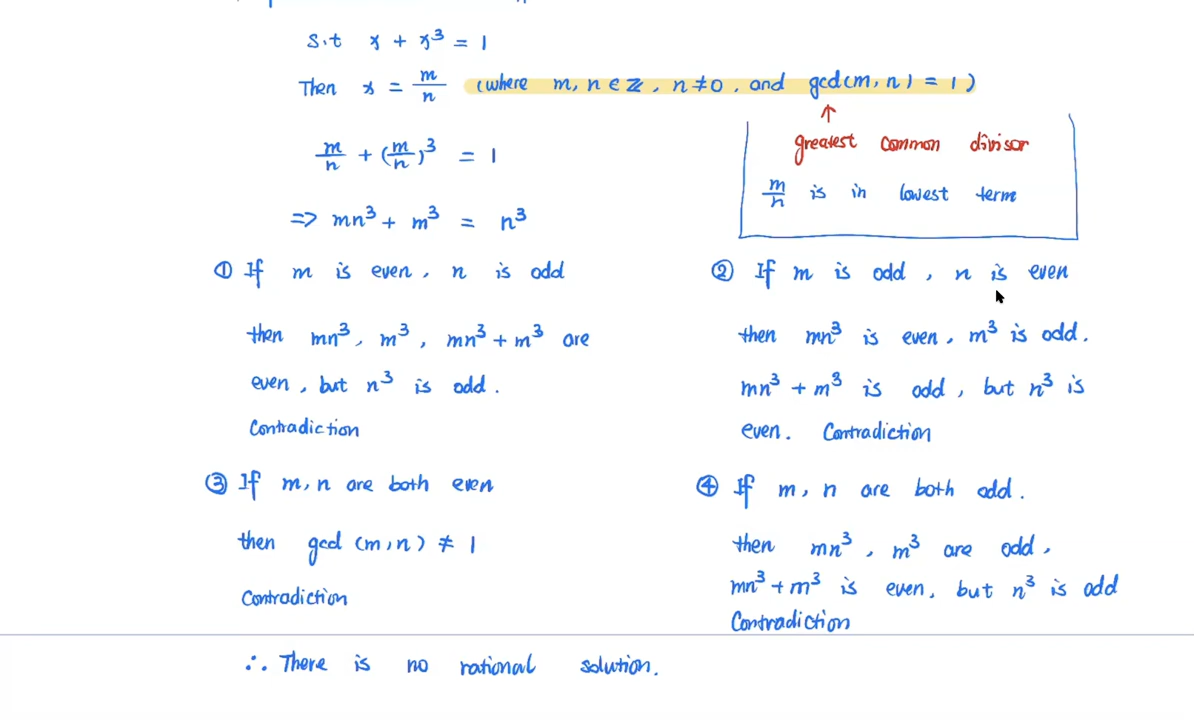 s.t x + x³ = 1
Then x = m/n (where m, n ∈ ℤ, n ≠ 0, and gcd(m, n) = 1)
↑
greatest common divisor
m/n + (m/n)³ = 1
m/n is in lowest term
=> mn³ + m³ = n³
① If m is even, n is odd
then mn³, m³, mn³ + m³ are
even, but n³ is odd.
Contradiction
② If m is odd, n is even
then mn³ is even, m³ is odd.
mn³ + m³ is odd, but n³ is
even. Contradiction
③ If m, n are both even
then gcd (m, n) ≠ 1
Contradiction
④ If m, n are both odd.
then mn³, m³ are odd,
mn³ + m³ is even, but n³ is odd
Contradiction
∴ There is no rational solution.